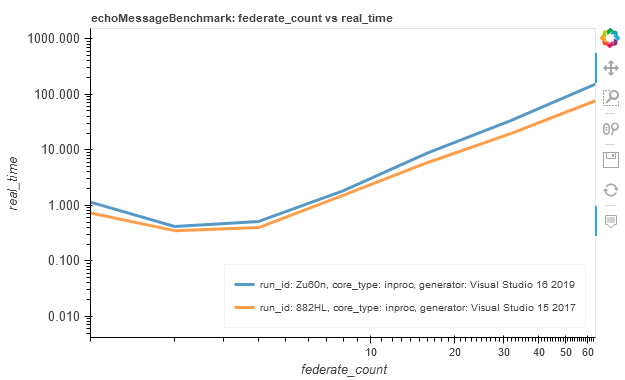 echoMessageBenchmark: federate_count vs real_time
1000.000
100.000
10.000
1.000
0.100
0.010
real_time
run_id: Zu60n, core_type: inproc, generator: Visual Studio 16 2019
run_id: 882HL, core_type: inproc, generator: Visual Studio 15 2017
10 20 30 40 50 60
federate_count